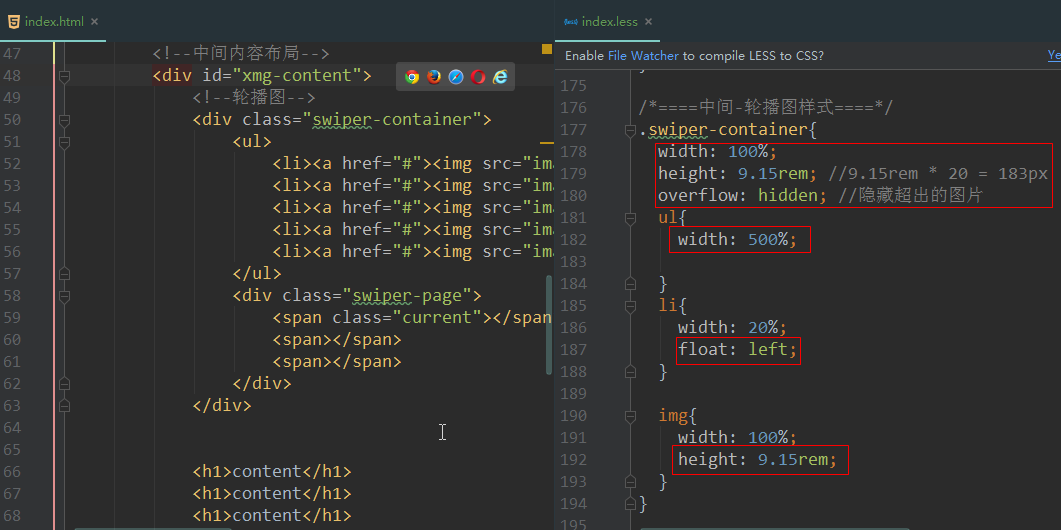 index.html ×
47 <!--中间内容布局-->
48 <div id="xmg-content">
49 <!--轮播图-->
50 <div class="swiper-container">
51 <ul>
52 <li><a href="#"><img src="ima
53 <li><a href="#"><img src="ima
54 <li><a href="#"><img src="ima
55 <li><a href="#"><img src="ima
56 <li><a href="#"><img src="ima
57 </ul>
58 <div class="swiper-page">
59 <span class="current"></span
60 <span></span>
61 <span></span>
62 </div>
63 </div>
64
65
66 <h1>content</h1>
67 <h1>content</h1>
68 <h1>content</h1>
index.less ×
Enable File Watcher to compile LESS to CSS? Ye
175
176 /*====中间-轮播图样式====*/
177 .swiper-container{
178 width: 100%;
179 height: 9.15rem; //9.15rem * 20 = 183px
180 overflow: hidden; //隐藏超出的图片
181 ul{
182 width: 500%;
183
184 }
185 li{
186 width: 20%;
187 float: left;
188 }
189
190 img{
191 width: 100%;
192 height: 9.15rem;
193 }
194 }
195